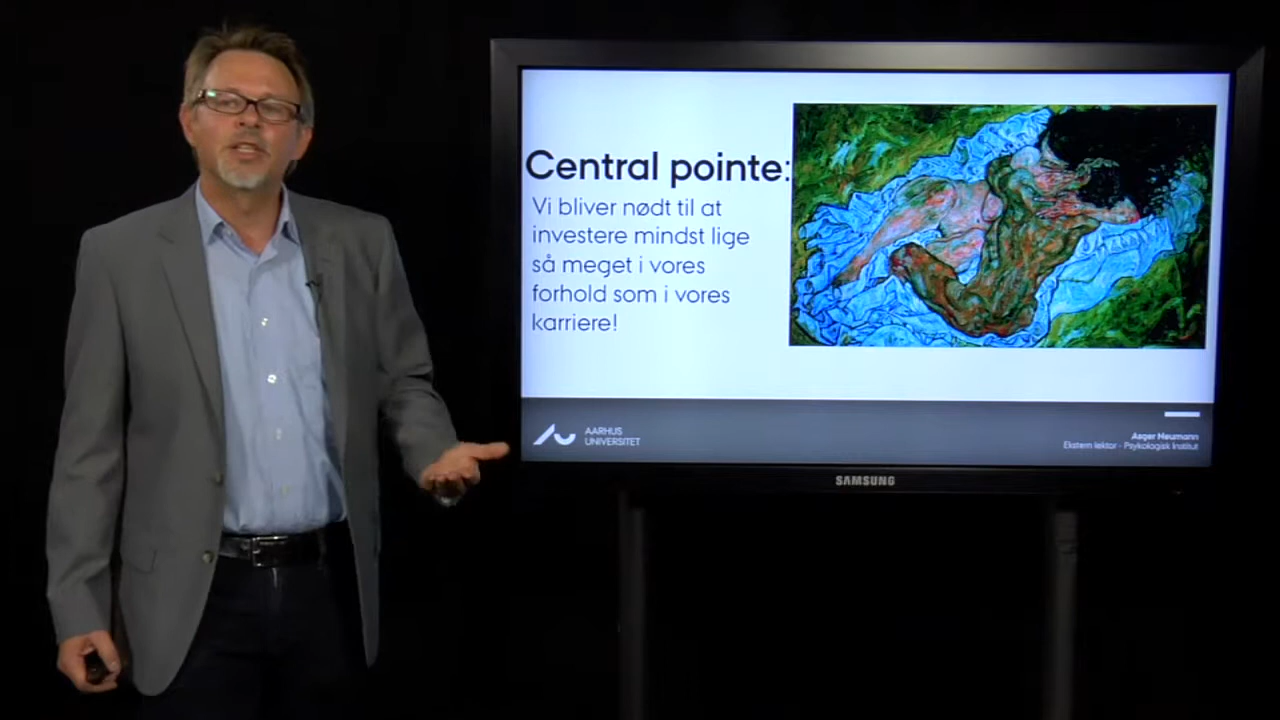 Central pointe:
Vi bliver nødt til at
investere mindst lige
så meget i vores
forhold som i vores
karriere!
AARHUS
UNIVERSITET
Asger Neumann
Ekstern lektor - Psykologisk Institut
SAMSUNG